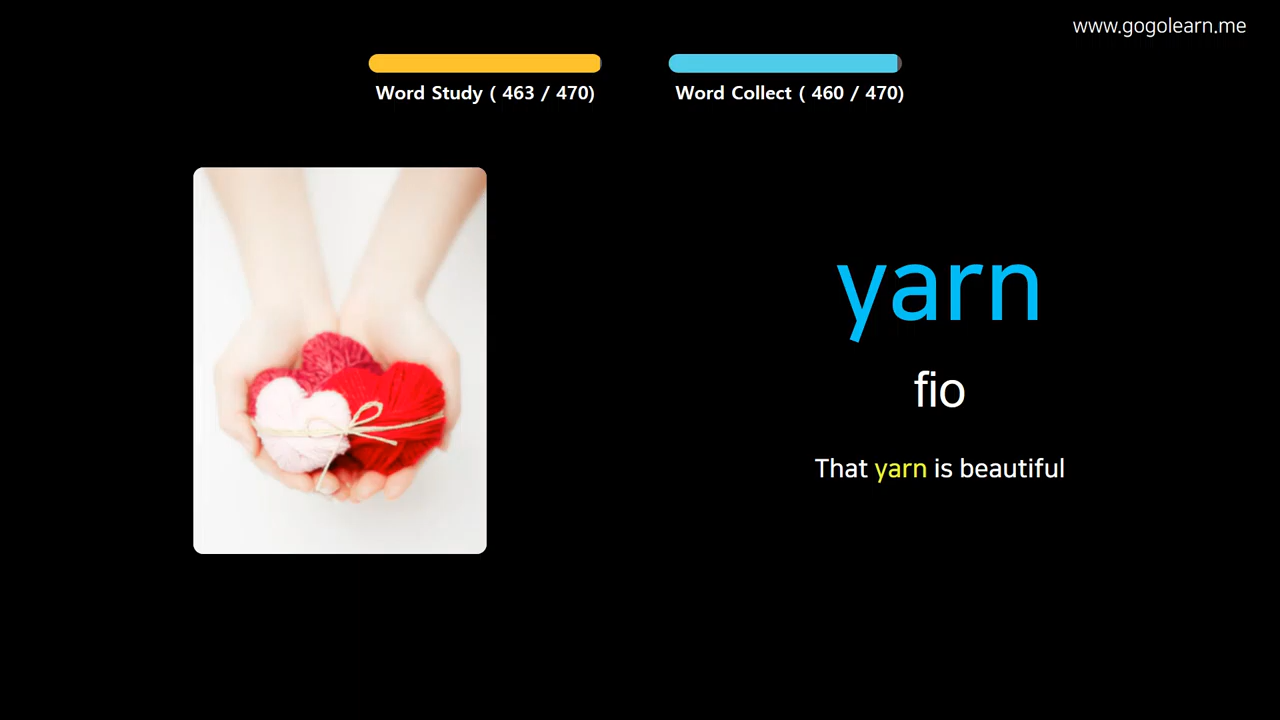 www.gogolearn.me
Word Study ( 463 / 470)
Word Collect ( 460 / 470)
yarn
fio
That yarn is beautiful